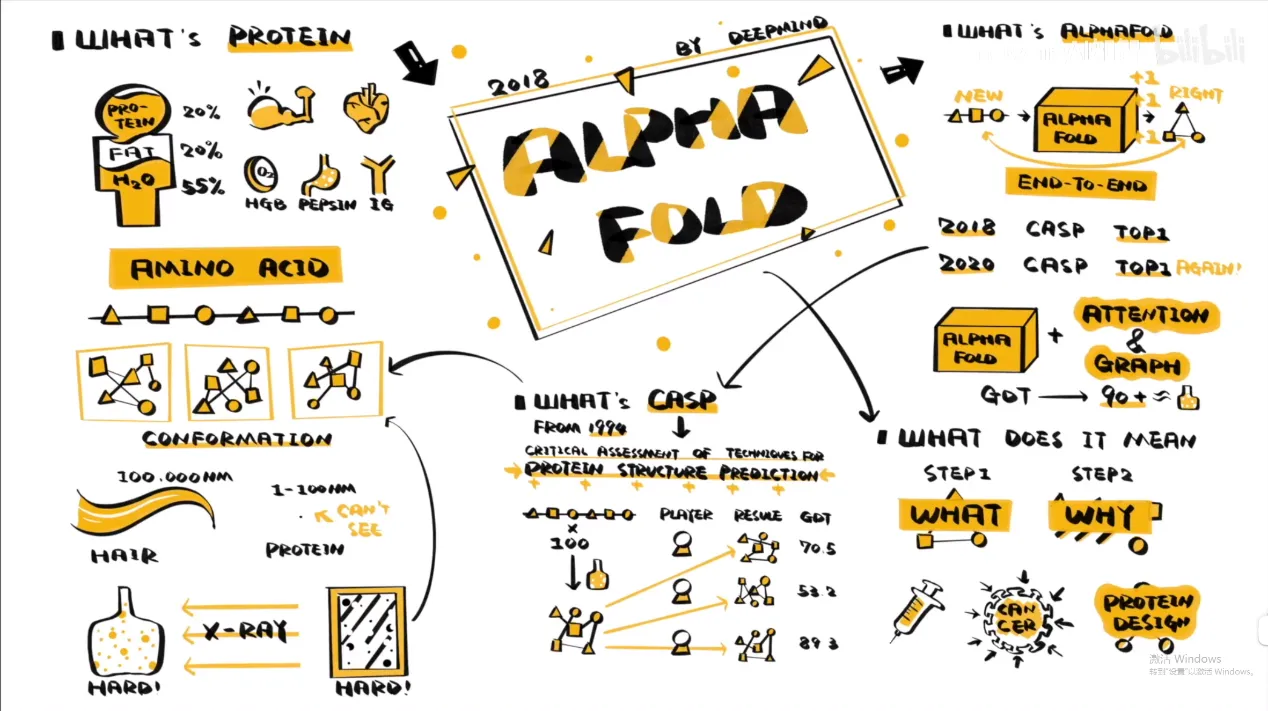 WHAT's PROTEIN
PRO-
TEIN
20%
FAT
20%
H2O
55%
O2
HGB PEPSIN IG
AMINO ACID
CONFORMATION
100.000NM
HAIR
1-100NM
CAN'T
SEE
PROTEIN
X-RAY
HARD!
HARD!
2018
BY DEEPMIND
ALPHA
FOLD
WHAT's CASP
FROM 1994
CRITICAL ASSESSMENT OF TECHNIQUES FOR
PROTEIN STRUCTURE PREDICTION
+ + + + + +
×
100
PLAYER RESULE GDT
70.5
53.2
89.3
WHAT's ALPHAFOLD
bilibili
NEW
ALPHA
FOLD
+1
+1
+1
RIGHT
END-TO-END
2018 CASP TOP1
2020 CASP TOP1 AGAIN!
ALPHA
FOLD
+
ATTENTION
&
GRAPH
GDT → 90+ ≈
WHAT DOES IT MEAN
STEP1 STEP2
WHAT WHY
CAN
CER
PROTEIN
DESIGN
激活 Windows
转到"设置"以激活 Windows。